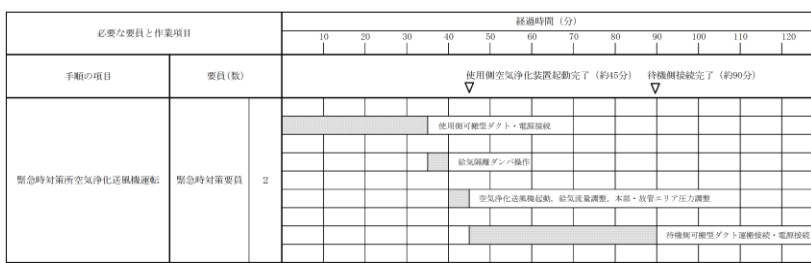 必要な要員と作業項目
経過時間（分）
10 20 30 40 50 60 70 80 90 100 110 120
手順の項目
要員(数)
使用側空気浄化装置起動完了（約45分）
待機側接続完了（約90分）
▽ ▽
緊急時対策所空気浄化送風機運転
緊急時対策要員
2
使用側可搬型ダクト・電源接続
給気隔離ダンパ操作
空気浄化送風機起動，給気流量調整，本部・放管エリア圧力調整
待機側可搬型ダクト運搬接続・電源接続